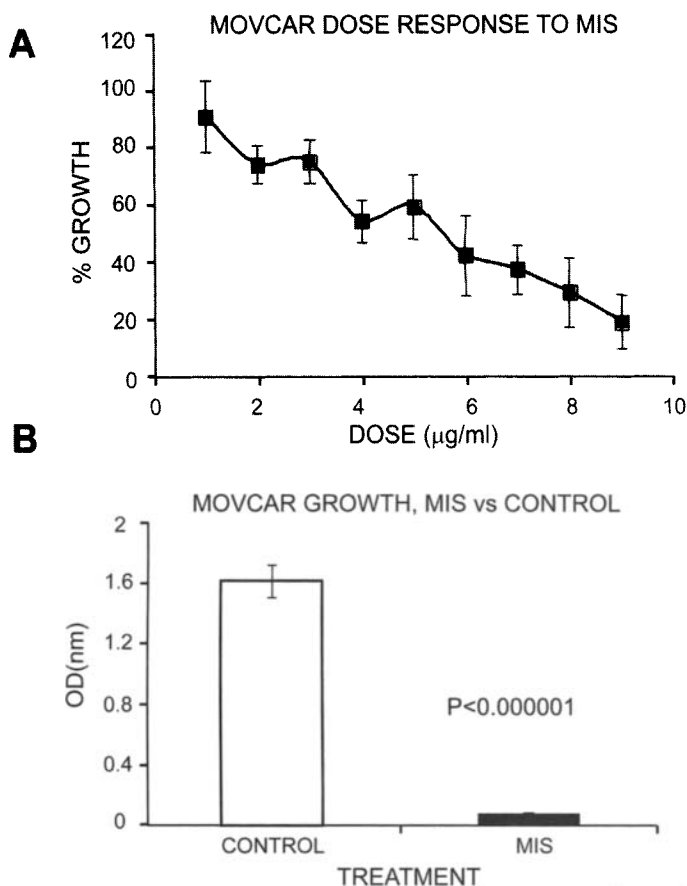 A
MOVCAR DOSE RESPONSE TO MIS
120
100
80
60
40
20
0
% GROWTH
0 2 4 6 8 10
DOSE (μg/ml)
B
MOVCAR GROWTH, MIS vs CONTROL
2
1.6
1.2
0.8
0.4
0
OD(nm)
P<0.000001
CONTROL MIS
TREATMENT